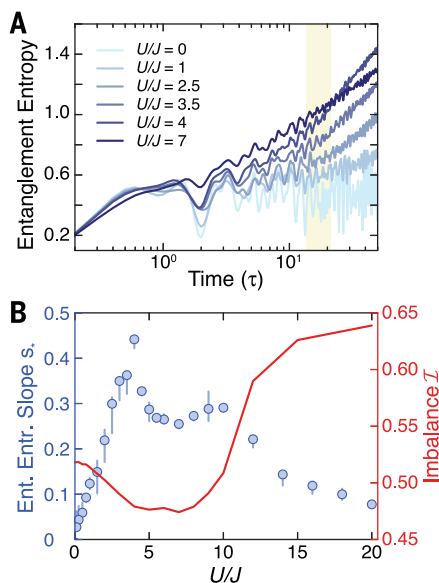 A
Entanglement Entropy
1.4
1.0
0.6
0.2
U/J = 0
U/J = 1
U/J = 2.5
U/J = 3.5
U/J = 4
U/J = 7
10⁰
10¹
Time (τ)
B
Ent. Entr. Slope s.
0.5
0.4
0.3
0.2
0.1
0
0.65
0.60
0.55
0.50
0.45
Imbalance ℐ
0
5
10
15
20
U/J